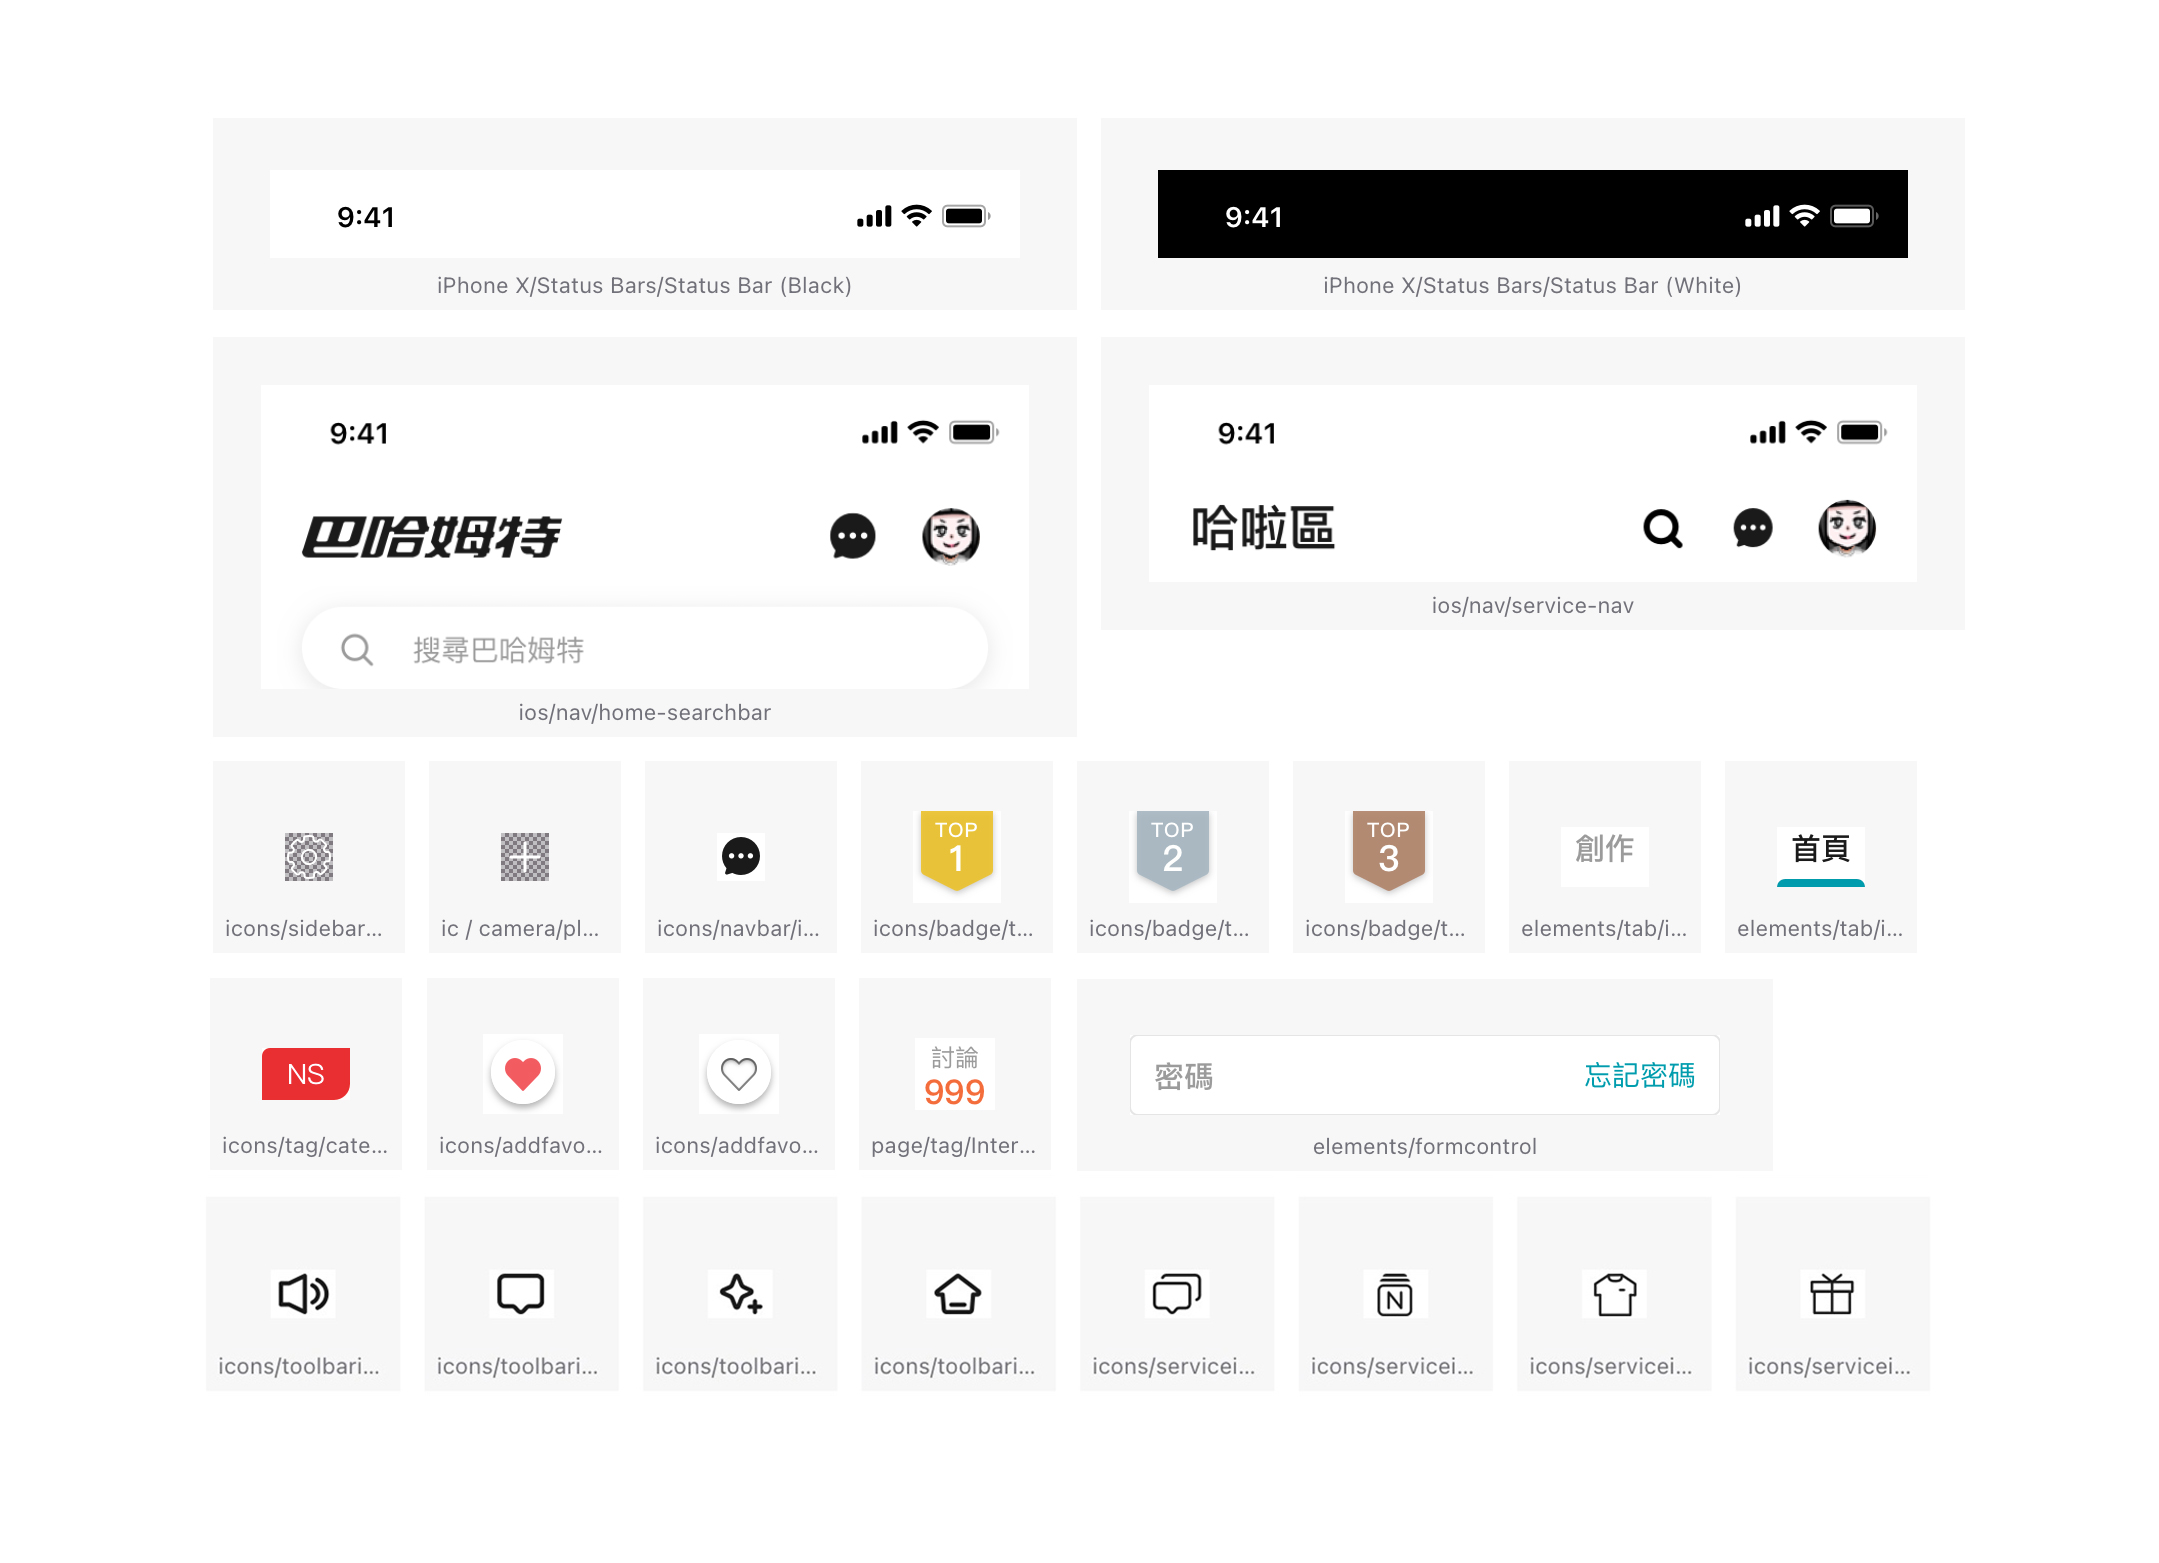 9:41
iPhone X/Status Bars/Status Bar (Black)
9:41
iPhone X/Status Bars/Status Bar (White)
9:41
巴哈姆特
搜尋巴哈姆特
ios/nav/home-searchbar
9:41
哈啦區
ios/nav/service-nav
icons/sidebar...
ic / camera/pl...
icons/navbar/i...
TOP
1
icons/badge/t...
TOP
2
icons/badge/t...
TOP
3
icons/badge/t...
創作
elements/tab/i...
首頁
elements/tab/i...
NS
icons/tag/cate...
icons/addfavo...
icons/addfavo...
討論
999
page/tag/Inter...
密碼
忘記密碼
elements/formcontrol
icons/toolbari...
icons/toolbari...
icons/toolbari...
icons/toolbari...
icons/servicei...
N
icons/servicei...
icons/servicei...
icons/servicei...